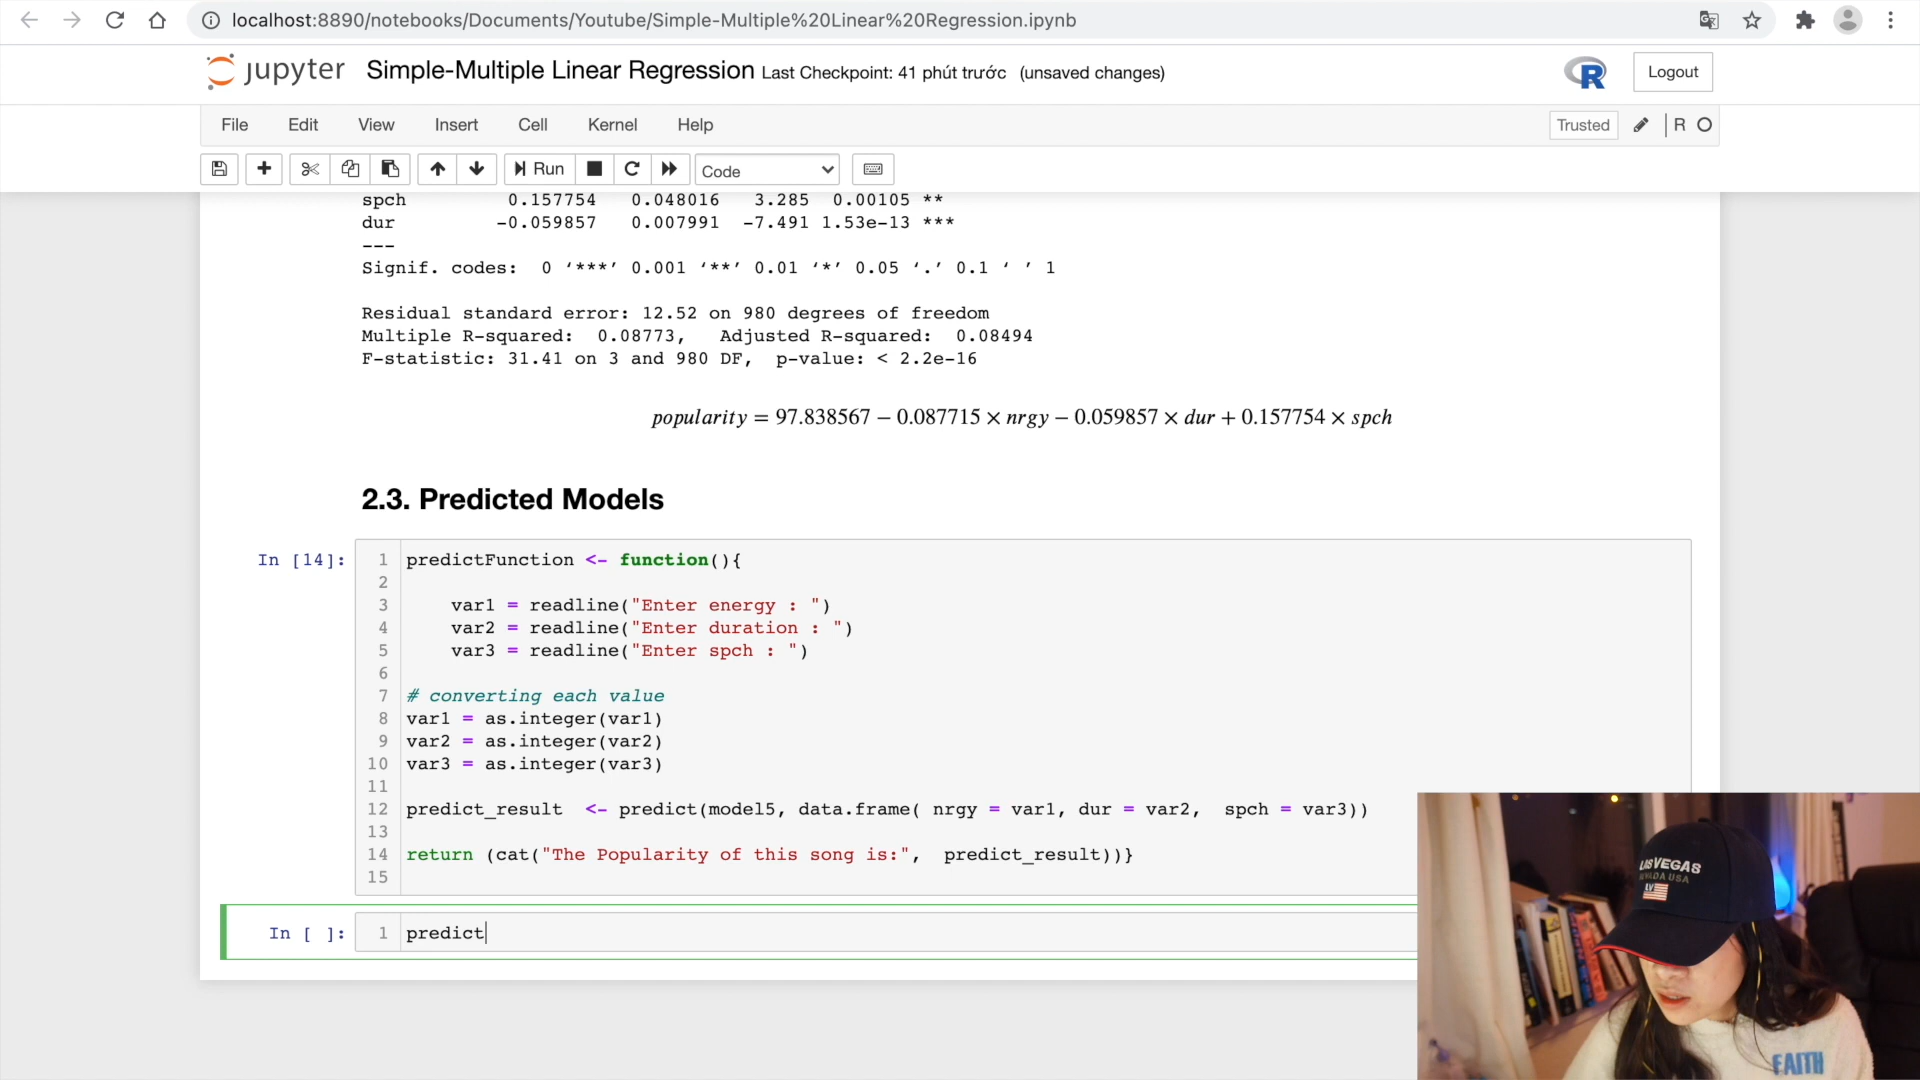 localhost:8890/notebooks/Documents/Youtube/Simple-Multiple%20Linear%20Regression.ipynb
jupyter Simple-Multiple Linear Regression Last Checkpoint: 41 phút trước (unsaved changes) R Logout
File Edit View Insert Cell Kernel Help Trusted R
Run Code
spch 0.157754 0.048016 3.285 0.00105 **
dur -0.059857 0.007991 -7.491 1.53e-13 ***
---
Signif. codes: 0 ‘***’ 0.001 ‘**’ 0.01 ‘*’ 0.05 ‘.’ 0.1 ‘ ’ 1
Residual standard error: 12.52 on 980 degrees of freedom
Multiple R-squared: 0.08773, Adjusted R-squared: 0.08494
F-statistic: 31.41 on 3 and 980 DF, p-value: < 2.2e-16
popularity = 97.838567 − 0.087715 × nrgy − 0.059857 × dur + 0.157754 × spch
2.3. Predicted Models
In [14]: 1 predictFunction <- function(){
2
3 var1 = readline("Enter energy : ")
4 var2 = readline("Enter duration : ")
5 var3 = readline("Enter spch : ")
6
7 # converting each value
8 var1 = as.integer(var1)
9 var2 = as.integer(var2)
10 var3 = as.integer(var3)
11
12 predict_result <- predict(model5, data.frame( nrgy = var1, dur = var2, spch = var3))
13
14 return (cat("The Popularity of this song is:", predict_result))}
15
In [ ]: 1 predict
LAS VEGAS
NEVADA USA
LV
FAITH